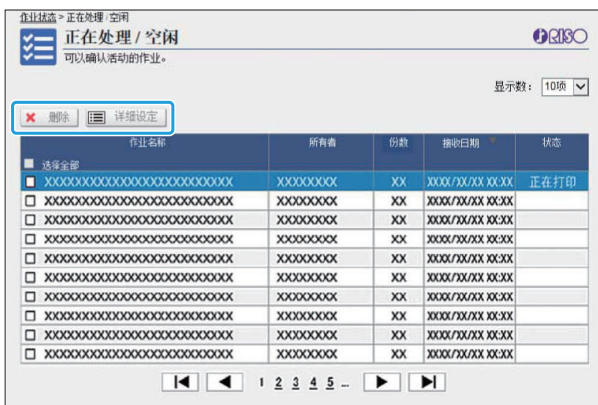 作业状态 > 正在处理 / 空闲
正在处理 / 空闲
RISO
可以确认活动的作业。
显示数： 10项
删除 详细设定
作业名称 所有者 份数 接收日期 状态
选择全部
XXXXXXXXXXXXXXXXXXXXXXXXX XXXXXXXX XX XXXX/XX/XX XX:XX 正在打印
XXXXXXXXXXXXXXXXXXXXXXXXX XXXXXXXX XX XXXX/XX/XX XX:XX
XXXXXXXXXXXXXXXXXXXXXXXXX XXXXXXXX XX XXXX/XX/XX XX:XX
XXXXXXXXXXXXXXXXXXXXXXXXX XXXXXXXX XX XXXX/XX/XX XX:XX
XXXXXXXXXXXXXXXXXXXXXXXXX XXXXXXXX XX XXXX/XX/XX XX:XX
XXXXXXXXXXXXXXXXXXXXXXXXX XXXXXXXX XX XXXX/XX/XX XX:XX
XXXXXXXXXXXXXXXXXXXXXXXXX XXXXXXXX XX XXXX/XX/XX XX:XX
XXXXXXXXXXXXXXXXXXXXXXXXX XXXXXXXX XX XXXX/XX/XX XX:XX
XXXXXXXXXXXXXXXXXXXXXXXXX XXXXXXXX XX XXXX/XX/XX XX:XX
XXXXXXXXXXXXXXXXXXXXXXXXX XXXXXXXX XX XXXX/XX/XX XX:XX
1 2 3 4 5 ...